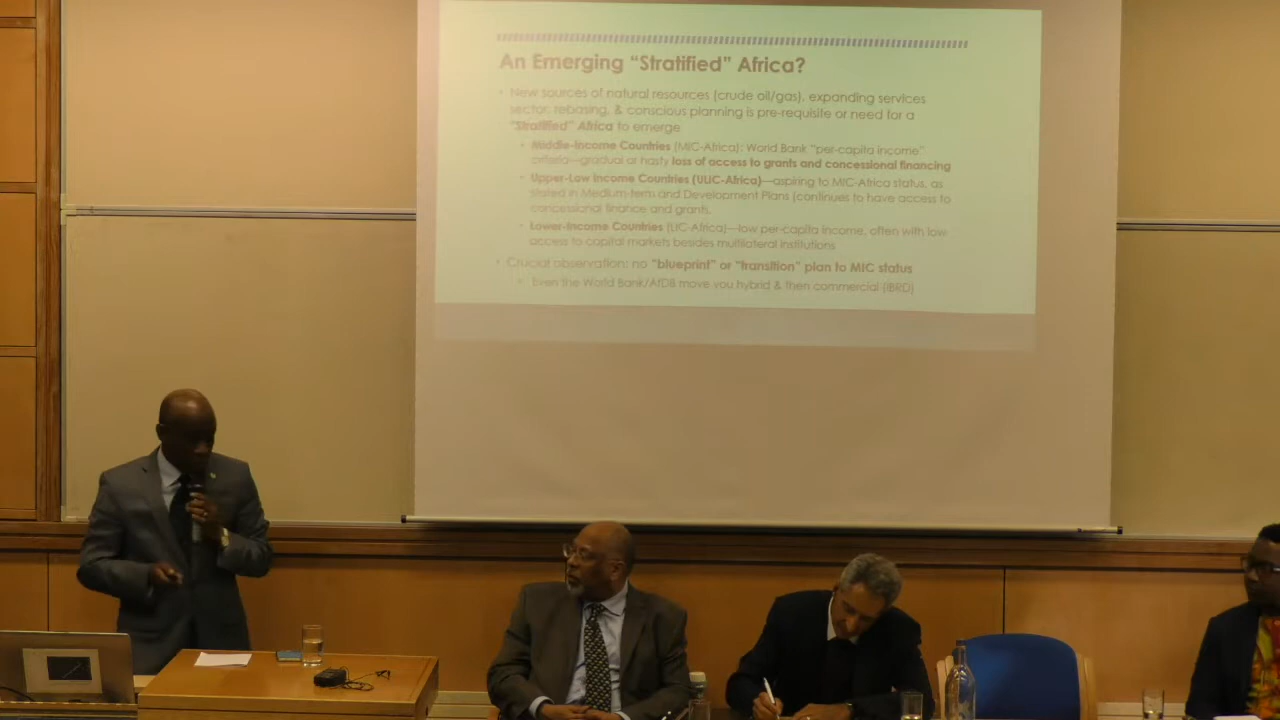 An Emerging “Stratified” Africa?
New sources of natural resources (crude oil/gas), expanding services
sector, rebasing, & conscious planning is pre-requisite or need for a
“Stratified” Africa to emerge
Middle-Income Countries (MIC-Africa): World Bank “per-capita income”
criteria—gradual or hasty loss of access to grants and concessional financing
Upper-Low Income Countries (ULIC-Africa)—aspiring to MIC-Africa status, as
stated in Medium-term and Development Plans (continues to have access to
concessional finance and grants.
Lower-Income Countries (LIC-Africa)—low per-capita income, often with low
access to capital markets besides multilateral institutions
Crucial observation: no “blueprint” or “transition” plan to MIC status
Even the World Bank/AfDB move you hybrid & then commercial (IBRD)